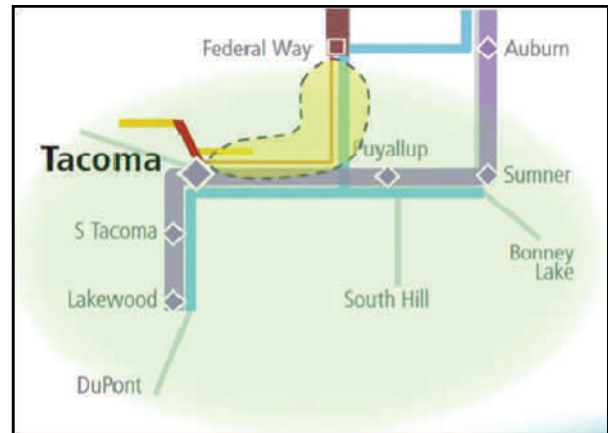 Federal Way
Auburn
Tacoma
Puyallup
Sumner
S Tacoma
Bonney
Lake
Lakewood
South Hill
DuPont